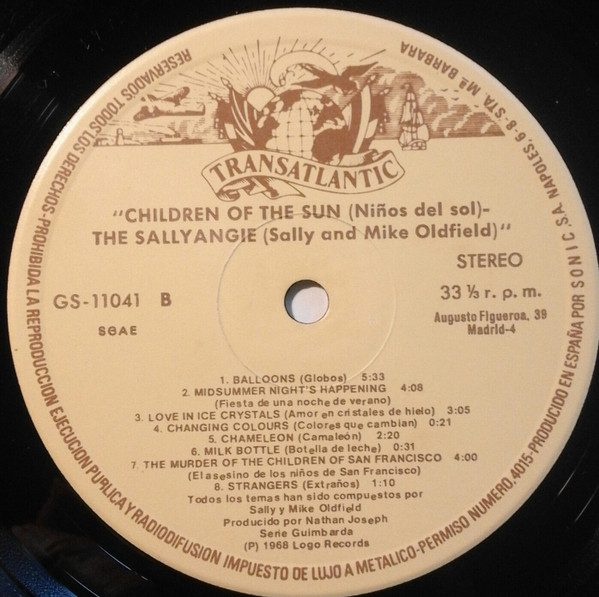 TRANSATLANTIC
"CHILDREN OF THE SUN (Niños del sol)-
THE SALLYANGIE (Sally and Mike Oldfield)"
STEREO
GS-11041 B
33 ⅓ r. p. m.
SGAE
Augusto Figueroa, 39
Madrid-4
1. BALLOONS (Globos) 5:33
2. MIDSUMMER NIGHT'S HAPPENING 4:08
(Fiesta de una noche de verano)
3. LOVE IN ICE CRYSTALS (Amor en cristales de hielo) 3:05
4. CHANGING COLOURS (Colores que cambian) 0:21
5. CHAMELEON (Camaleón) 2:20
6. MILK BOTTLE (Botella de leche) 0:31
7. THE MURDER OF THE CHILDREN OF SAN FRANCISCO 4:00
(El asesino de los niños de San Francisco)
8. STRANGERS (Extraños) 1:10
Todos los temas han sido compuestos por
Sally y Mike Oldfield
Producido por Nathan Joseph
Serie Guimbarda
(P) 1968 Logo Records
RESERVADOS TODOS LOS DERECHOS-PROHIBIDA LA REPRODUCCION EJECUCION PUBLICA Y RADIODIFUSION IMPUESTO DE LUJO A METALICO-PERMISO NUMERO. 4015-PRODUCIDO EN ESPAÑA POR SONIC, S.A. NAPOLES, 6-8-STA Mª. BARBARA